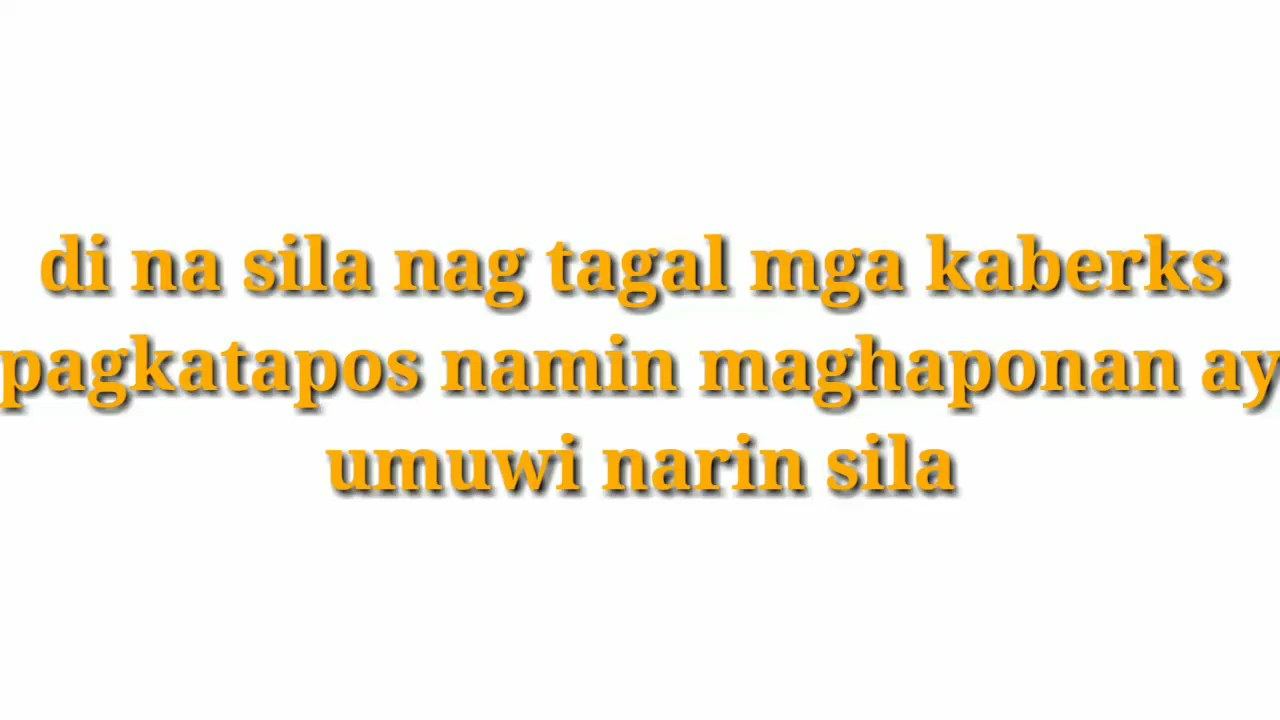 di na sila nag tagal mga kaberks
pagkatapos namin maghaponan ay
umuwi narin sila